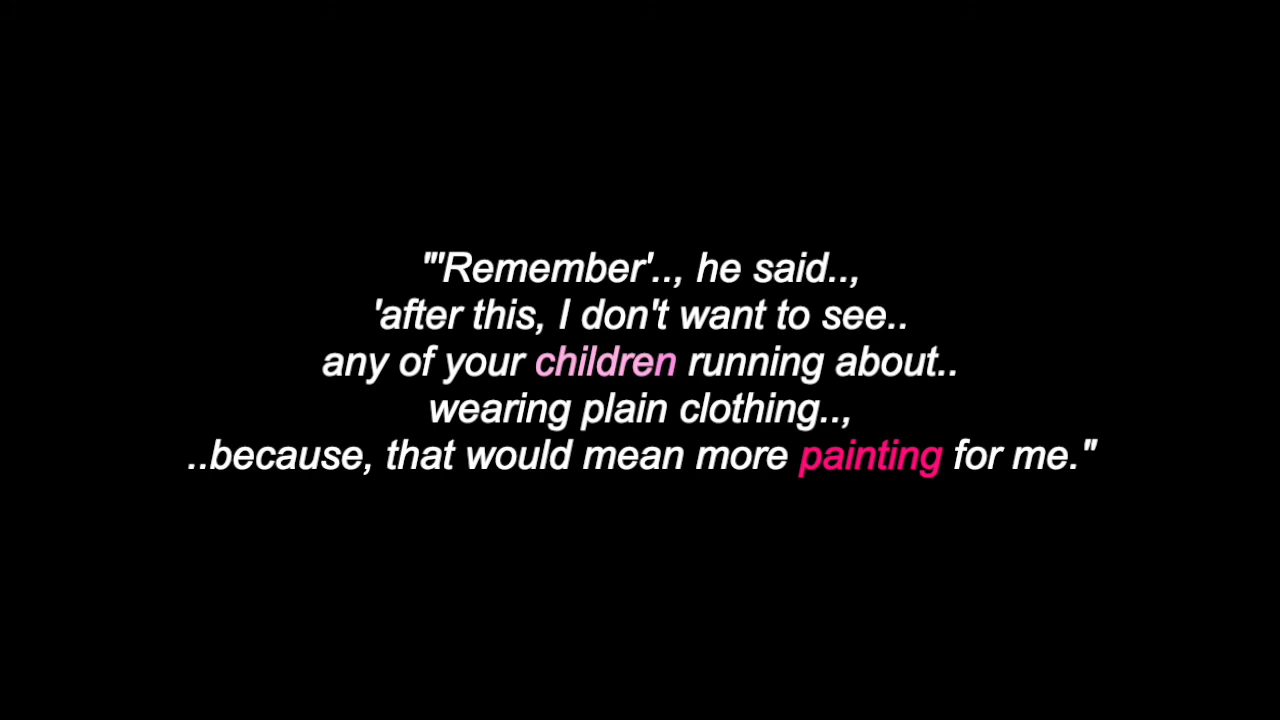 "'Remember'.., he said..,
'after this, I don't want to see..
any of your children running about..
wearing plain clothing..,
..because, that would mean more painting for me."